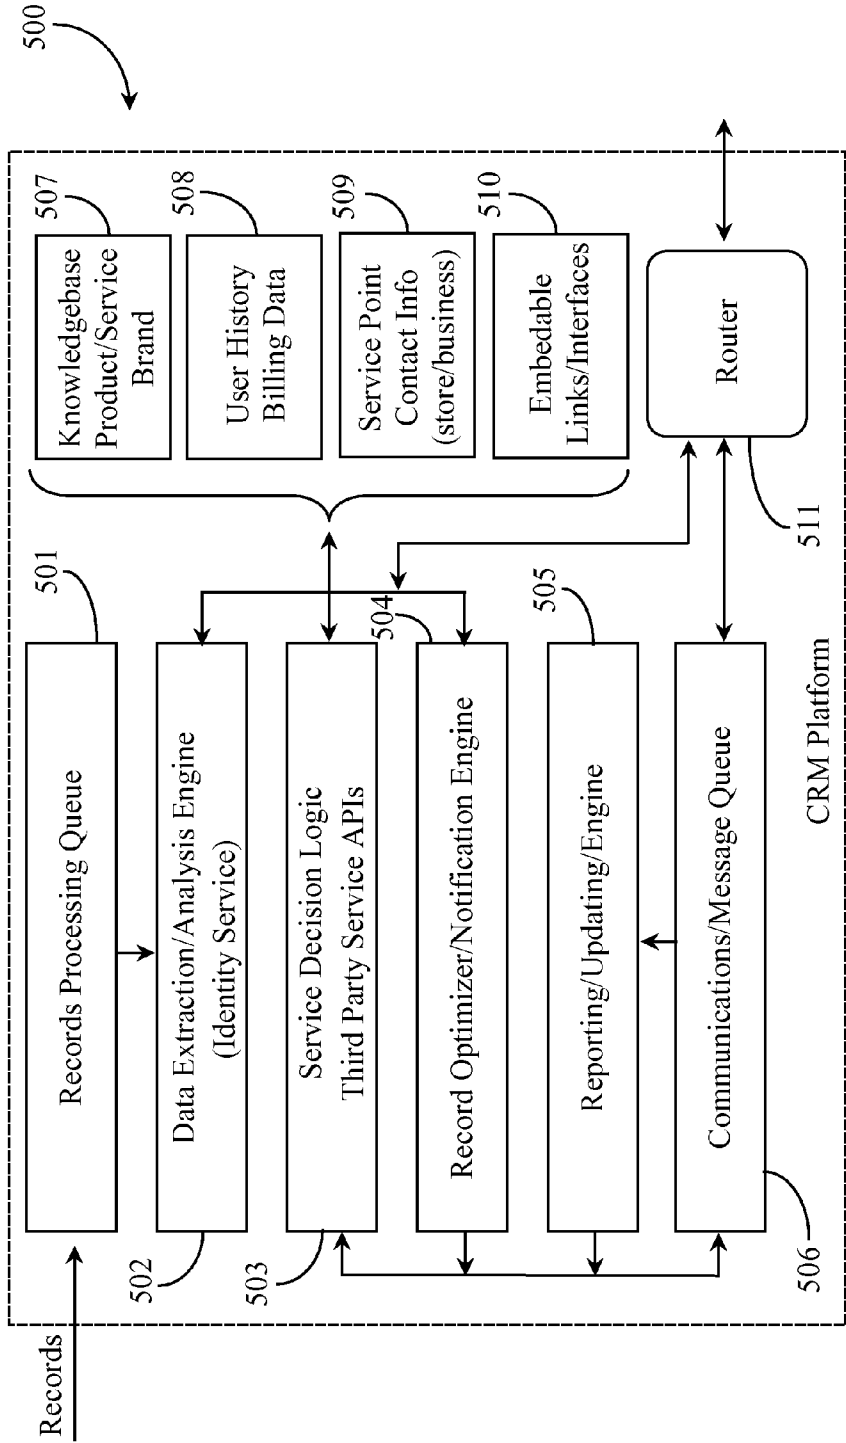 500
Records
Records Processing Queue
501
Data Extraction/Analysis Engine
(Identity Service)
502
Service Decision Logic
Third Party Service APIs
503
Record Optimizer/Notification Engine
504
Reporting/Updating/Engine
505
Communications/Message Queue
506
Knowledgebase
Product/Service
Brand
507
User History
Billing Data
508
Service Point
Contact Info
(store/business)
509
Embedable
Links/Interfaces
510
Router
511
CRM Platform